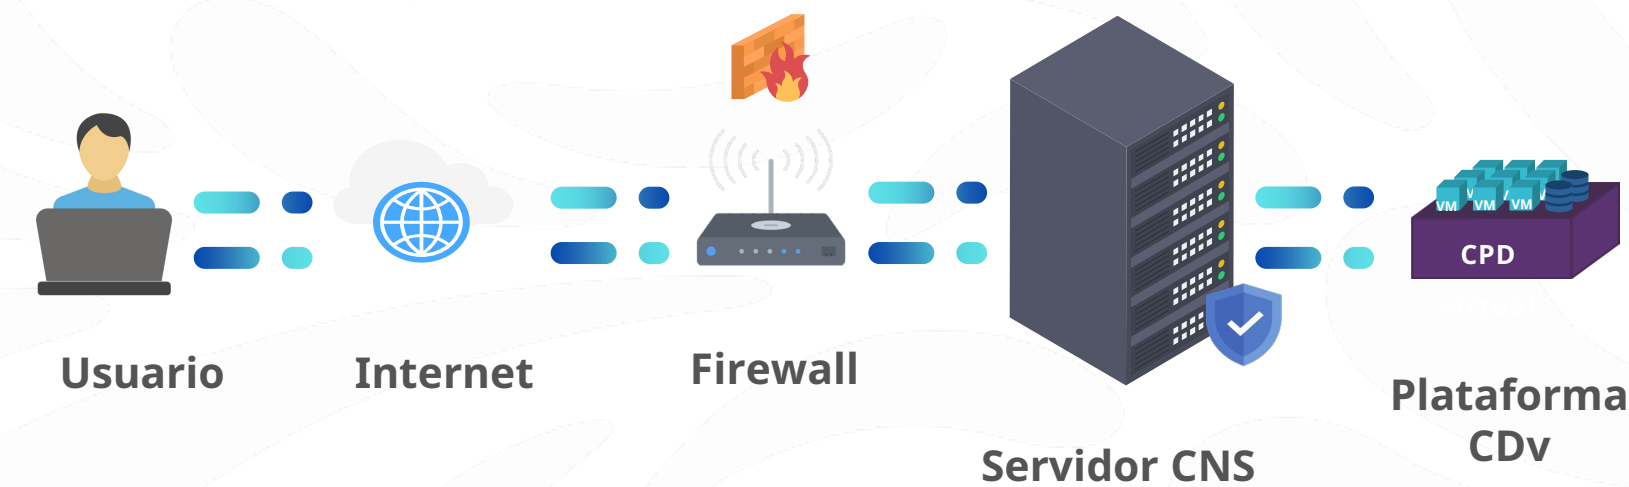 VM
VM
VM
CPD
Usuario
Internet
Firewall
Servidor CNS
Plataforma
CDv